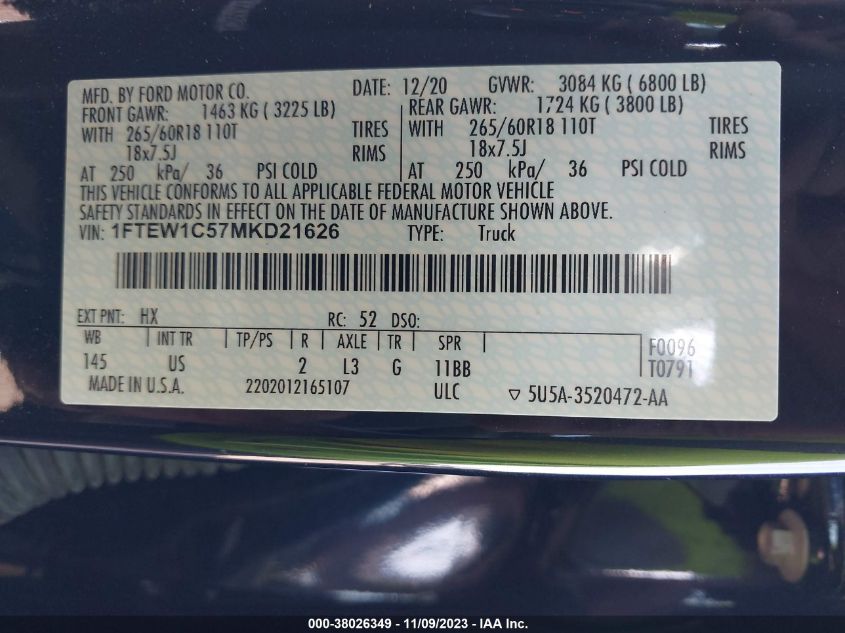 MFD. BY FORD MOTOR CO. DATE: 12/20 GVWR: 3084 KG ( 6800 LB)
FRONT GAWR: 1463 KG ( 3225 LB) REAR GAWR: 1724 KG ( 3800 LB)
WITH 265/60R18 110T TIRES WITH 265/60R18 110T TIRES
18x7.5J RIMS 18x7.5J RIMS
AT 250 kPa/ 36 PSI COLD AT 250 kPa/ 36 PSI COLD
THIS VEHICLE CONFORMS TO ALL APPLICABLE FEDERAL MOTOR VEHICLE
SAFETY STANDARDS IN EFFECT ON THE DATE OF MANUFACTURE SHOWN ABOVE.
VIN: 1FTEW1C57MKD21626 TYPE: Truck
EXT PNT: HX RC: 52 DSO:
WB INT TR TP/PS R AXLE TR SPR F0096
145 US 2 L3 G 11BB T0791
MADE IN U.S.A. 2202012165107 ULC ▽ 5U5A-3520472-AA
000-38026349 - 11/09/2023 - IAA Inc.